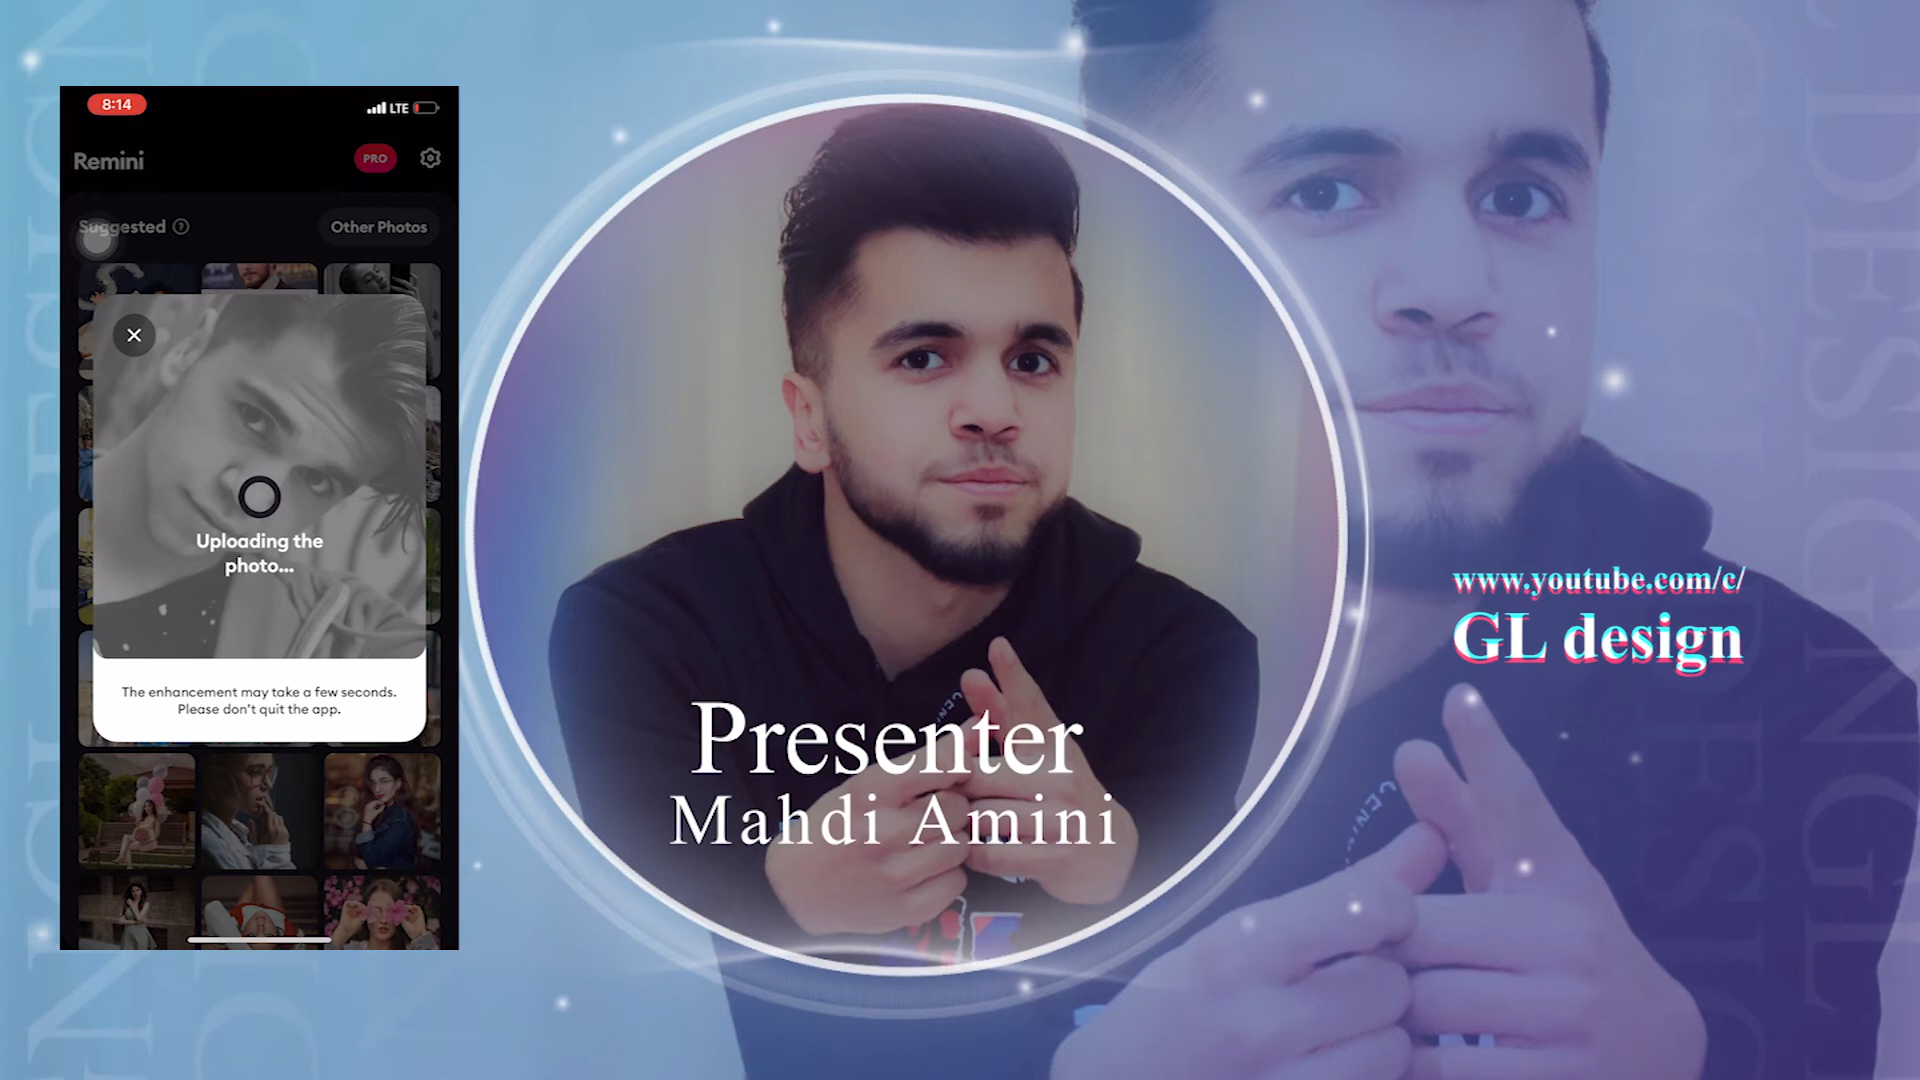 8:14
LTE
Remini
PRO
Suggested ?
Other Photos
Uploading the
photo...
The enhancement may take a few seconds.
Please don't quit the app.
Presenter
Mahdi Amini
www.youtube.com/c/
GL design